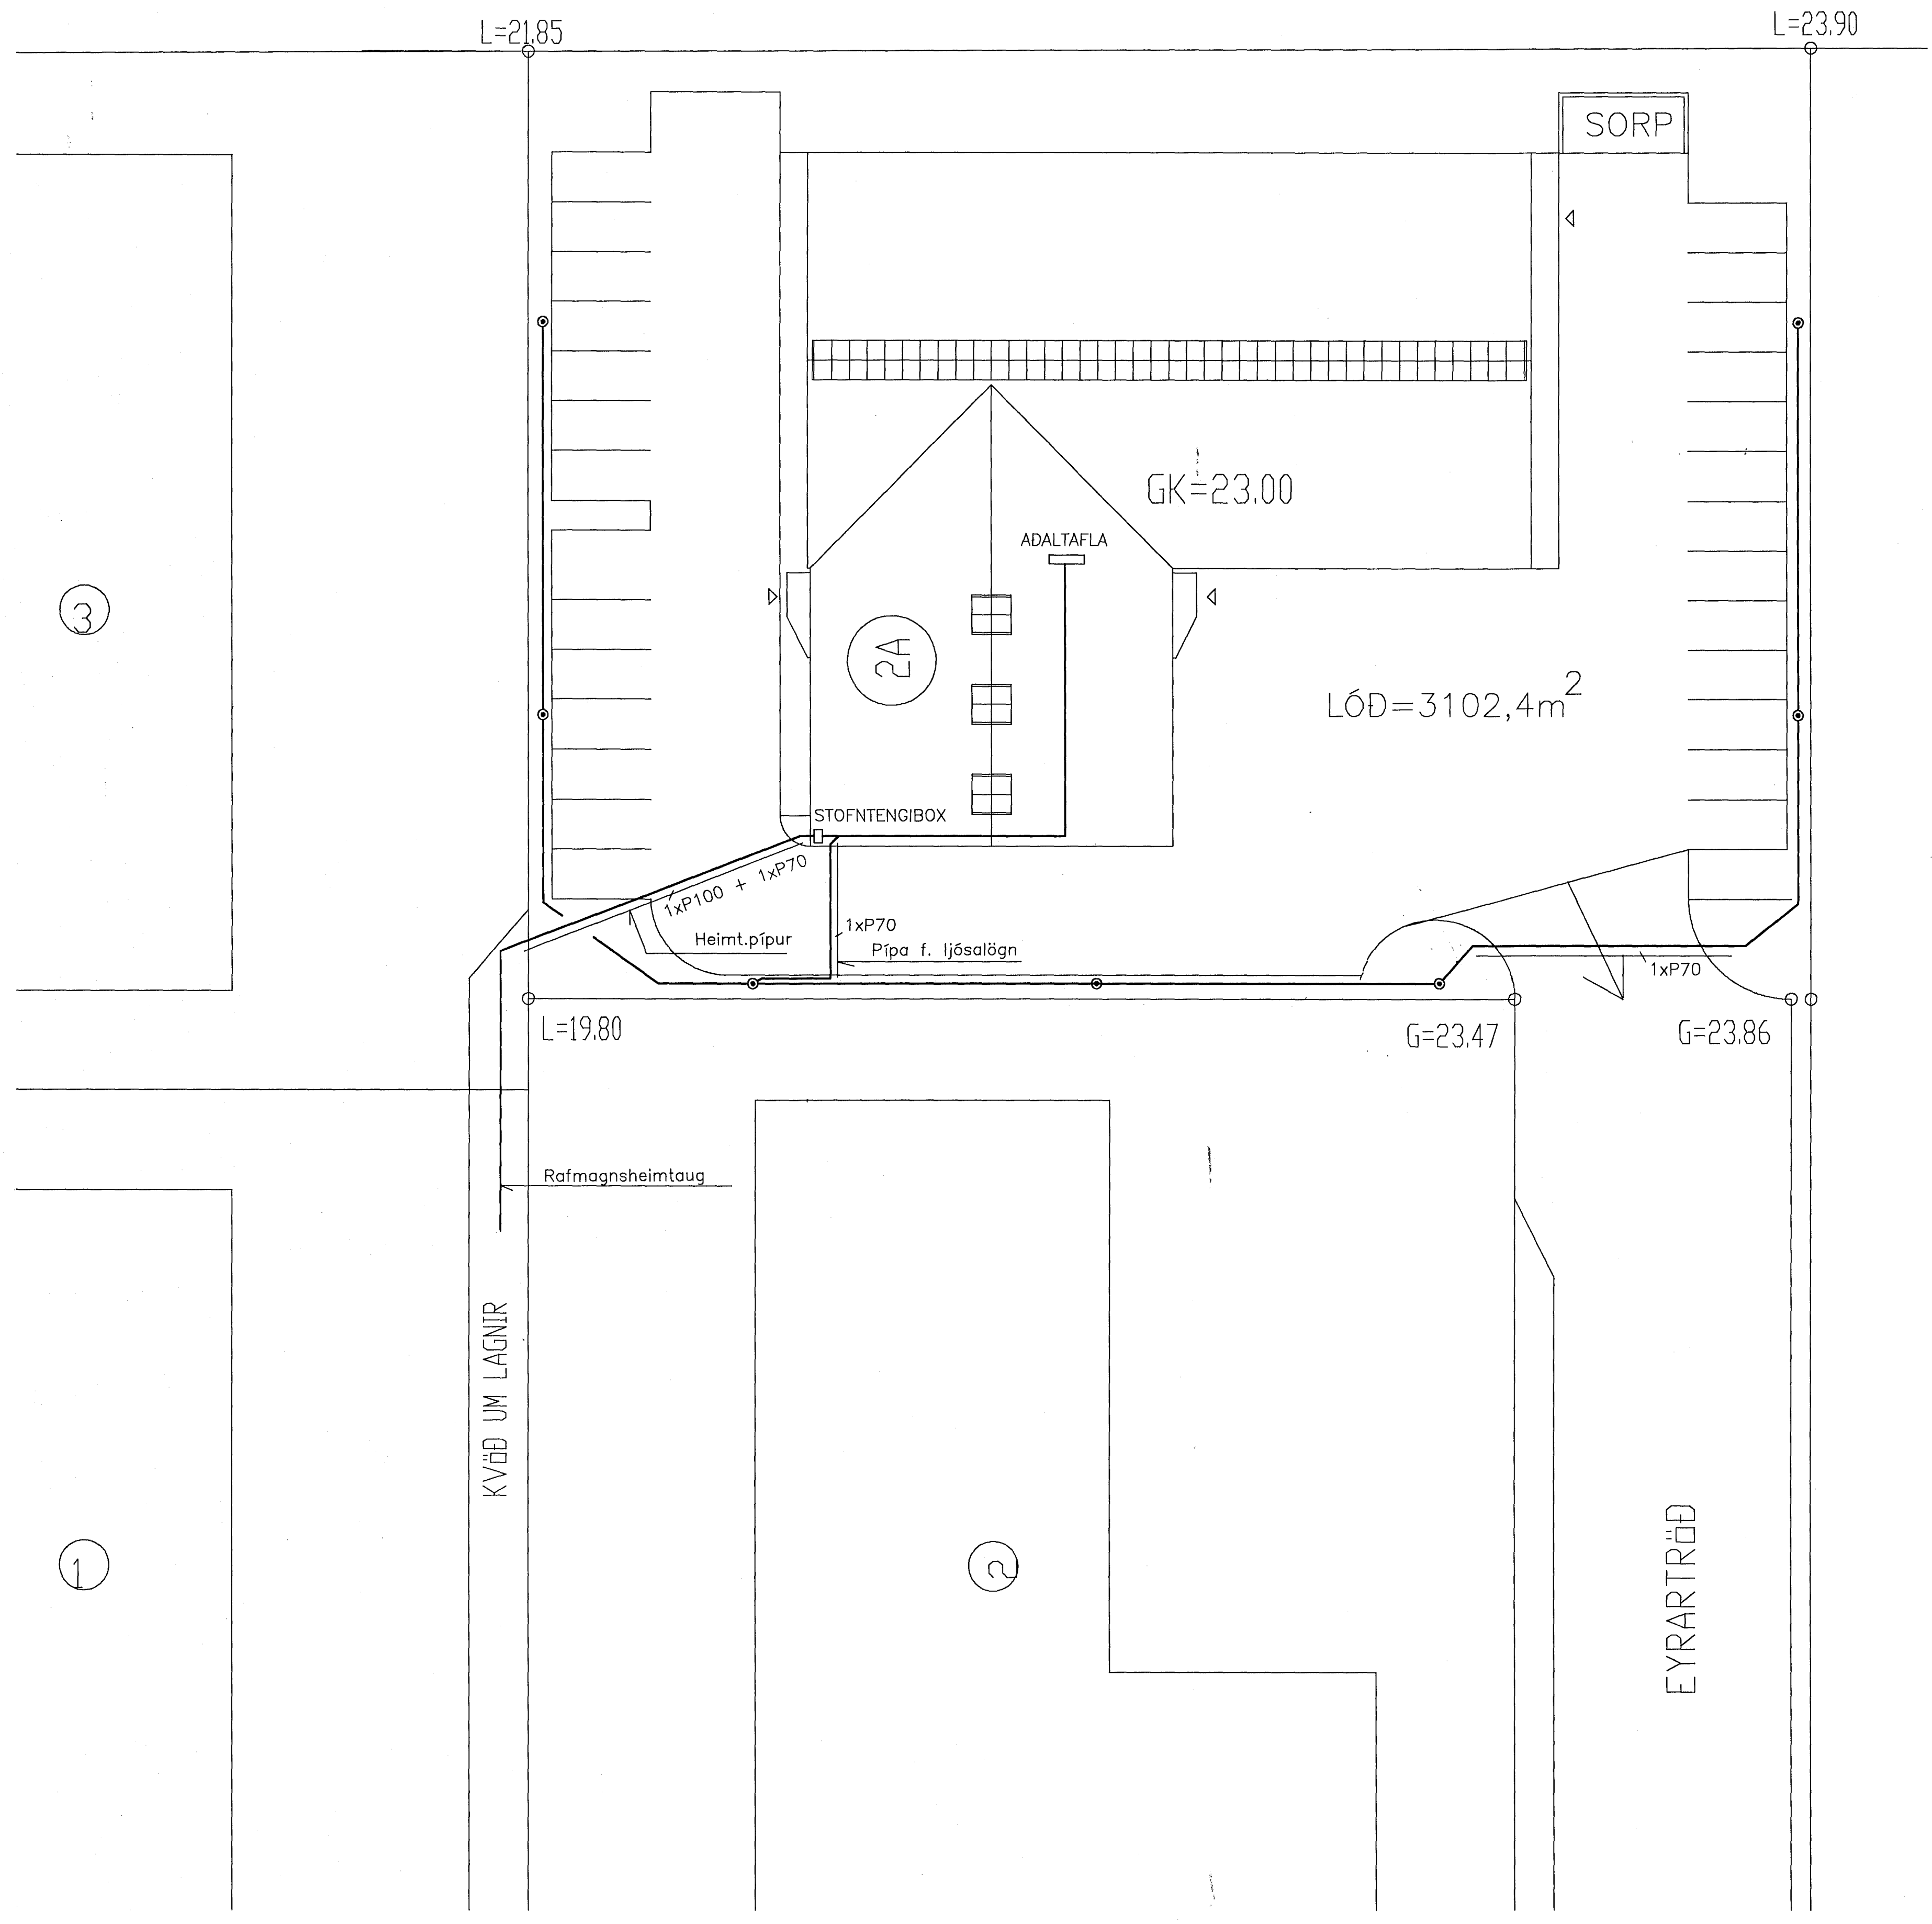 L=21.85
L=23.90
SORP
GK=23.00
AÐALTAFLA
3
2A
LÓÐ=3102,4m²
STOFNTENGIBOX
1xP100 + 1xP70
1xP70
Heimt.pípur
Pípa f. ljósalögn
1xP70
L=19.80
G=23.47
G=23.86
Rafmagnsheimtaug
KVÖÐ UM LAGNIR
EYRARTRÖÐ
1
2